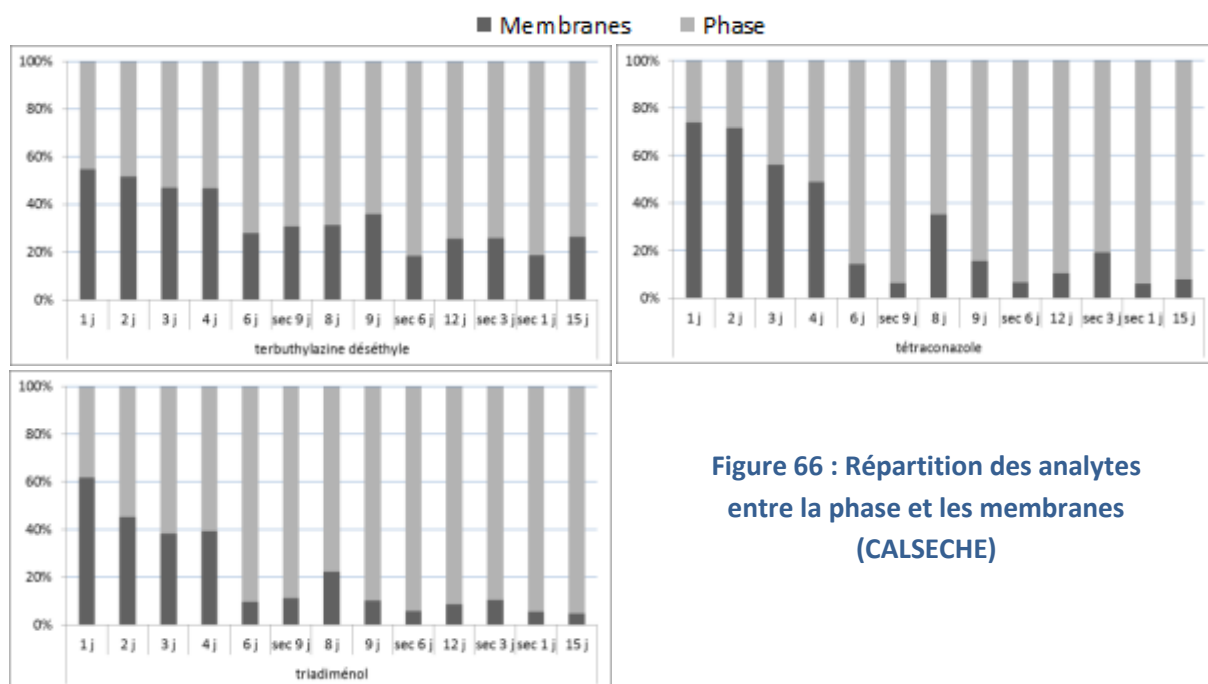 Membranes Phase
100%
80%
60%
40%
20%
0%
1 j 2 j 3 j 4 j 6 j sec 9 j 8 j 9 j sec 6 j 12 j sec 3 j sec 1 j 15 j
terbuthylazine déséthyle
100%
80%
60%
40%
20%
0%
1 j 2 j 3 j 4 j 6 j sec 9 j 8 j 9 j sec 6 j 12 j sec 3 j sec 1 j 15 j
tétraconazole
100%
80%
60%
40%
20%
0%
1 j 2 j 3 j 4 j 6 j sec 9 j 8 j 9 j sec 6 j 12 j sec 3 j sec 1 j 15 j
triadiménol
Figure 66 : Répartition des analytes
entre la phase et les membranes
(CALSECHE)